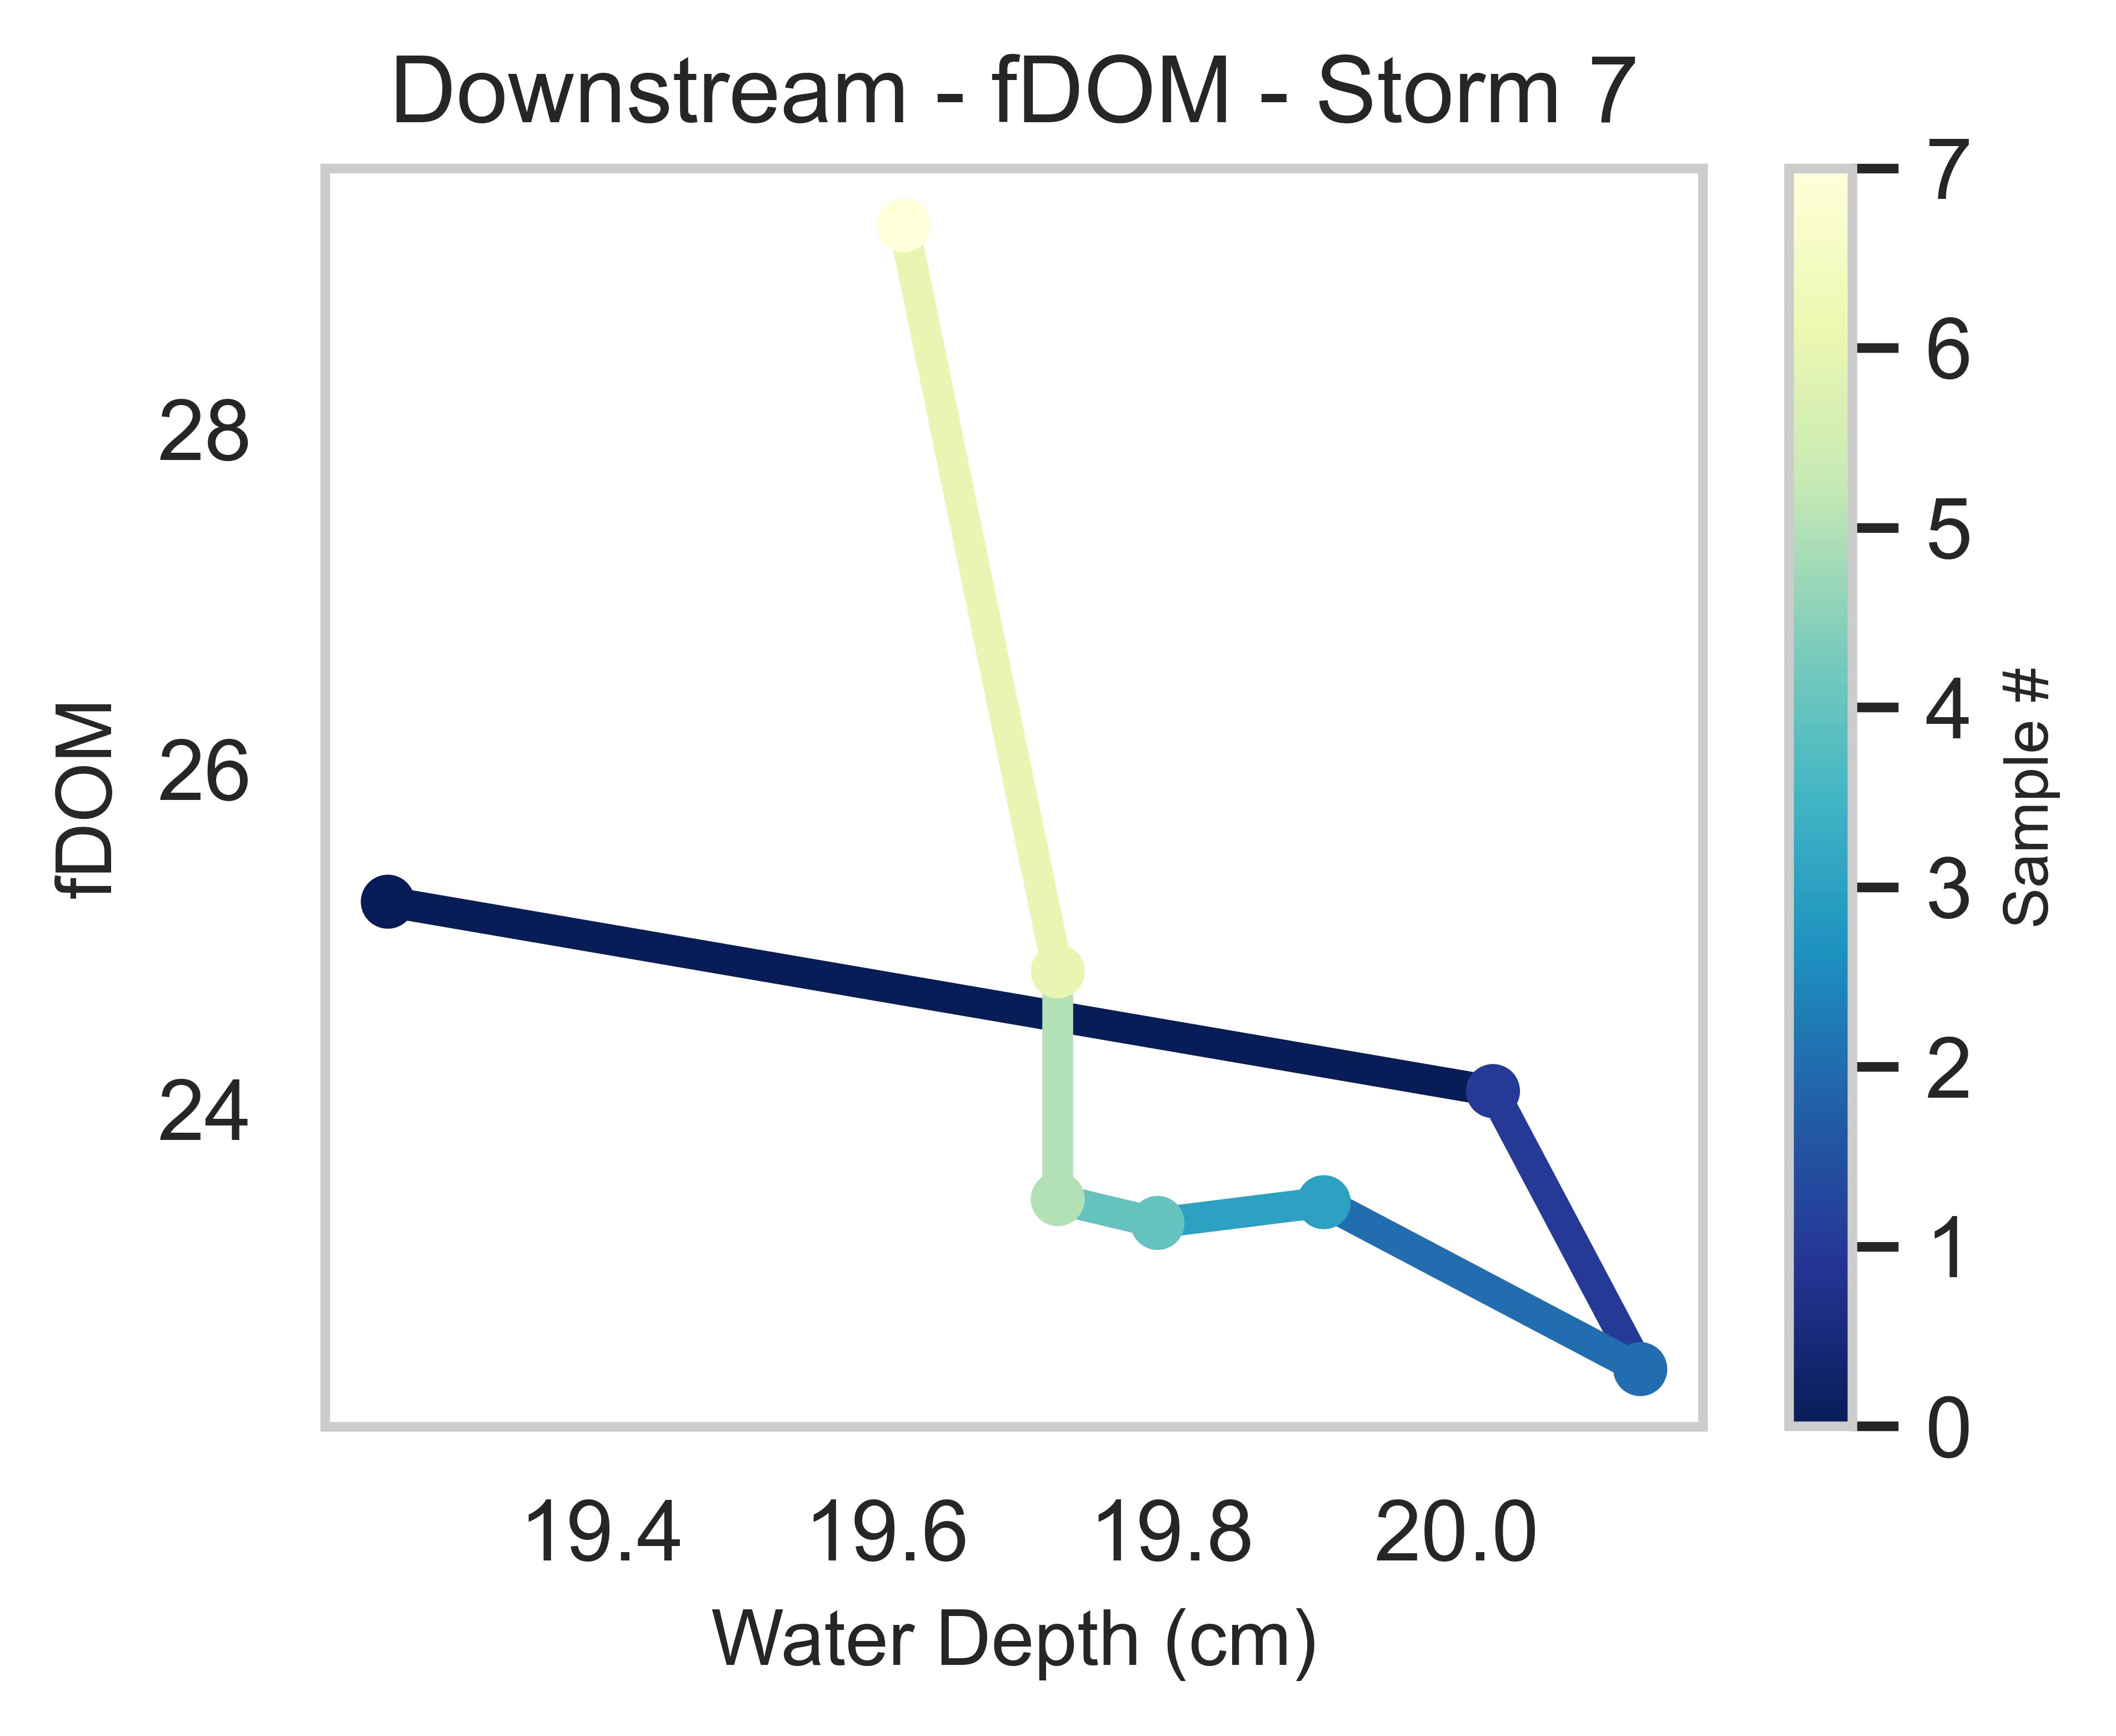 Downstream - fDOM - Storm 7
fDOM
28
26
24
19.4 19.6 19.8 20.0
Water Depth (cm)
7
6
5
4
3
2
1
0
Sample #